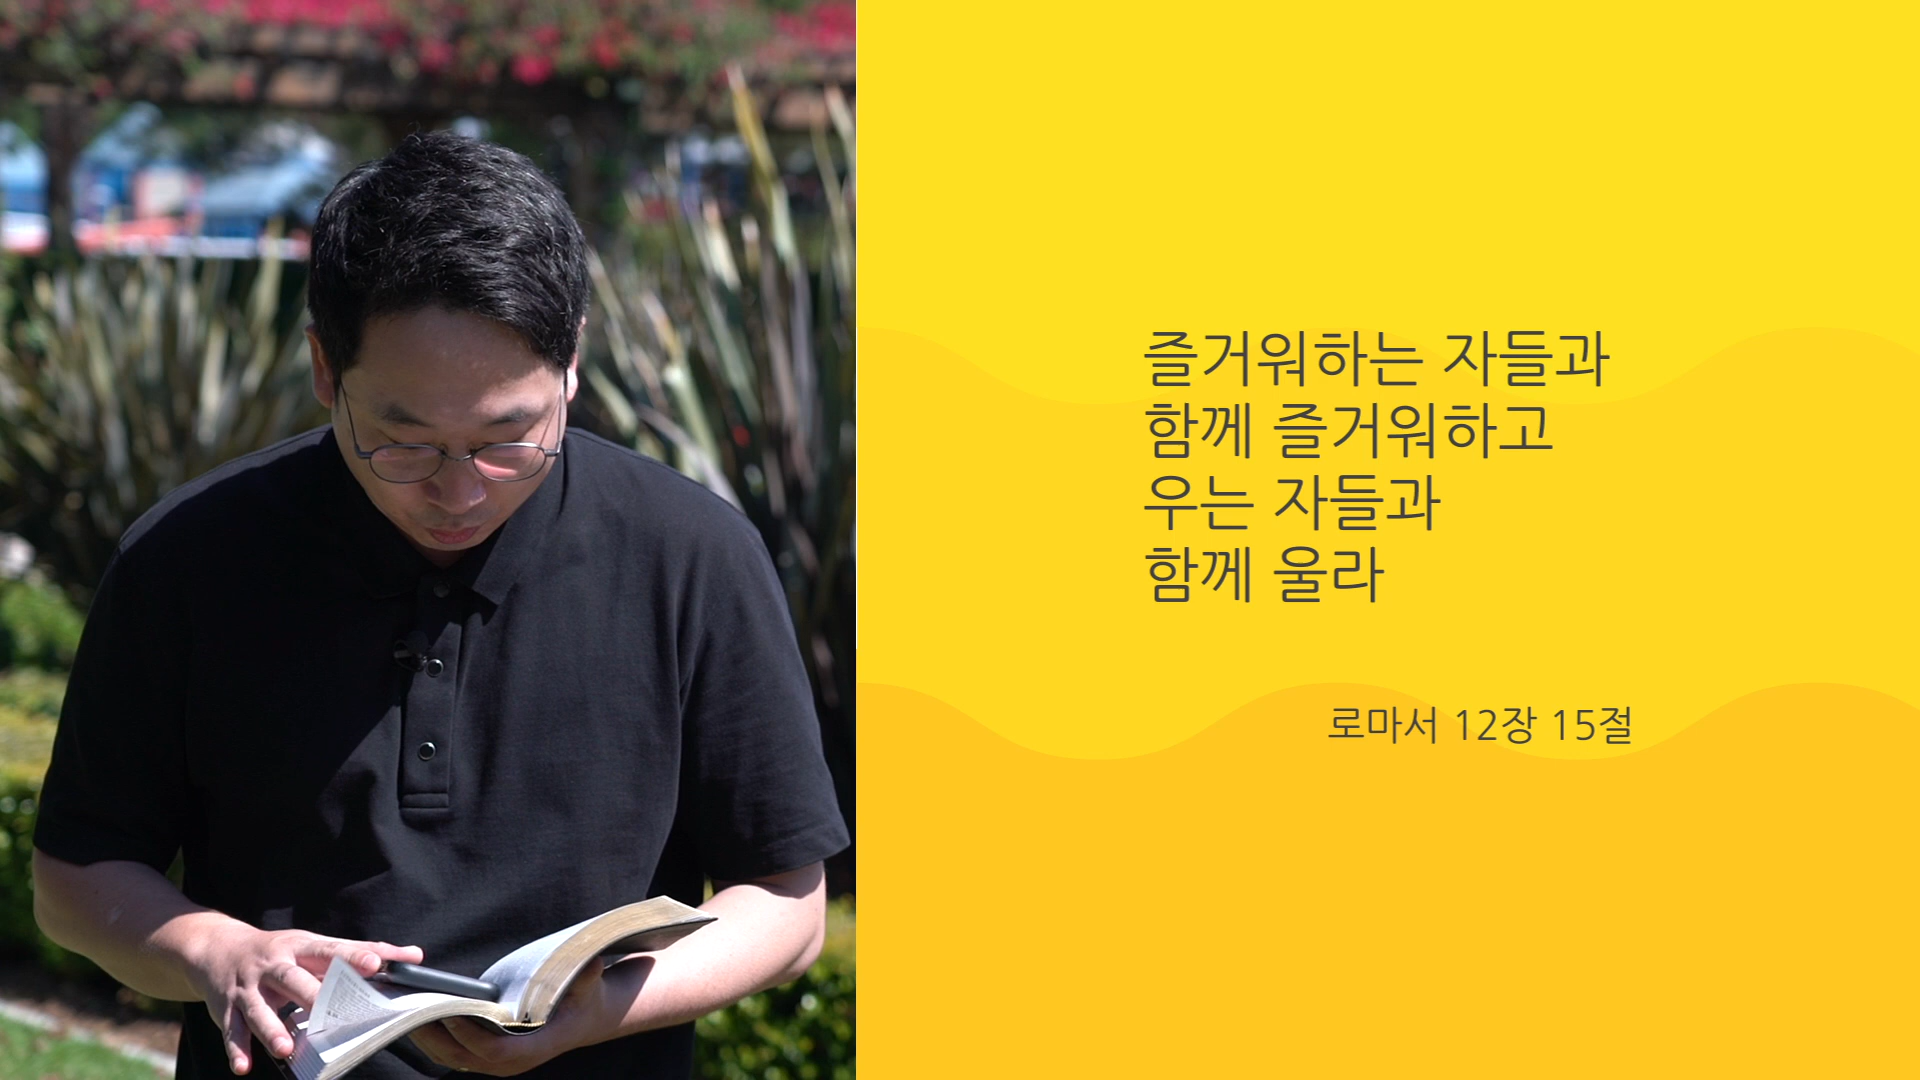 즐거워하는 자들과
함께 즐거워하고
우는 자들과
함께 울라
로마서 12장 15절